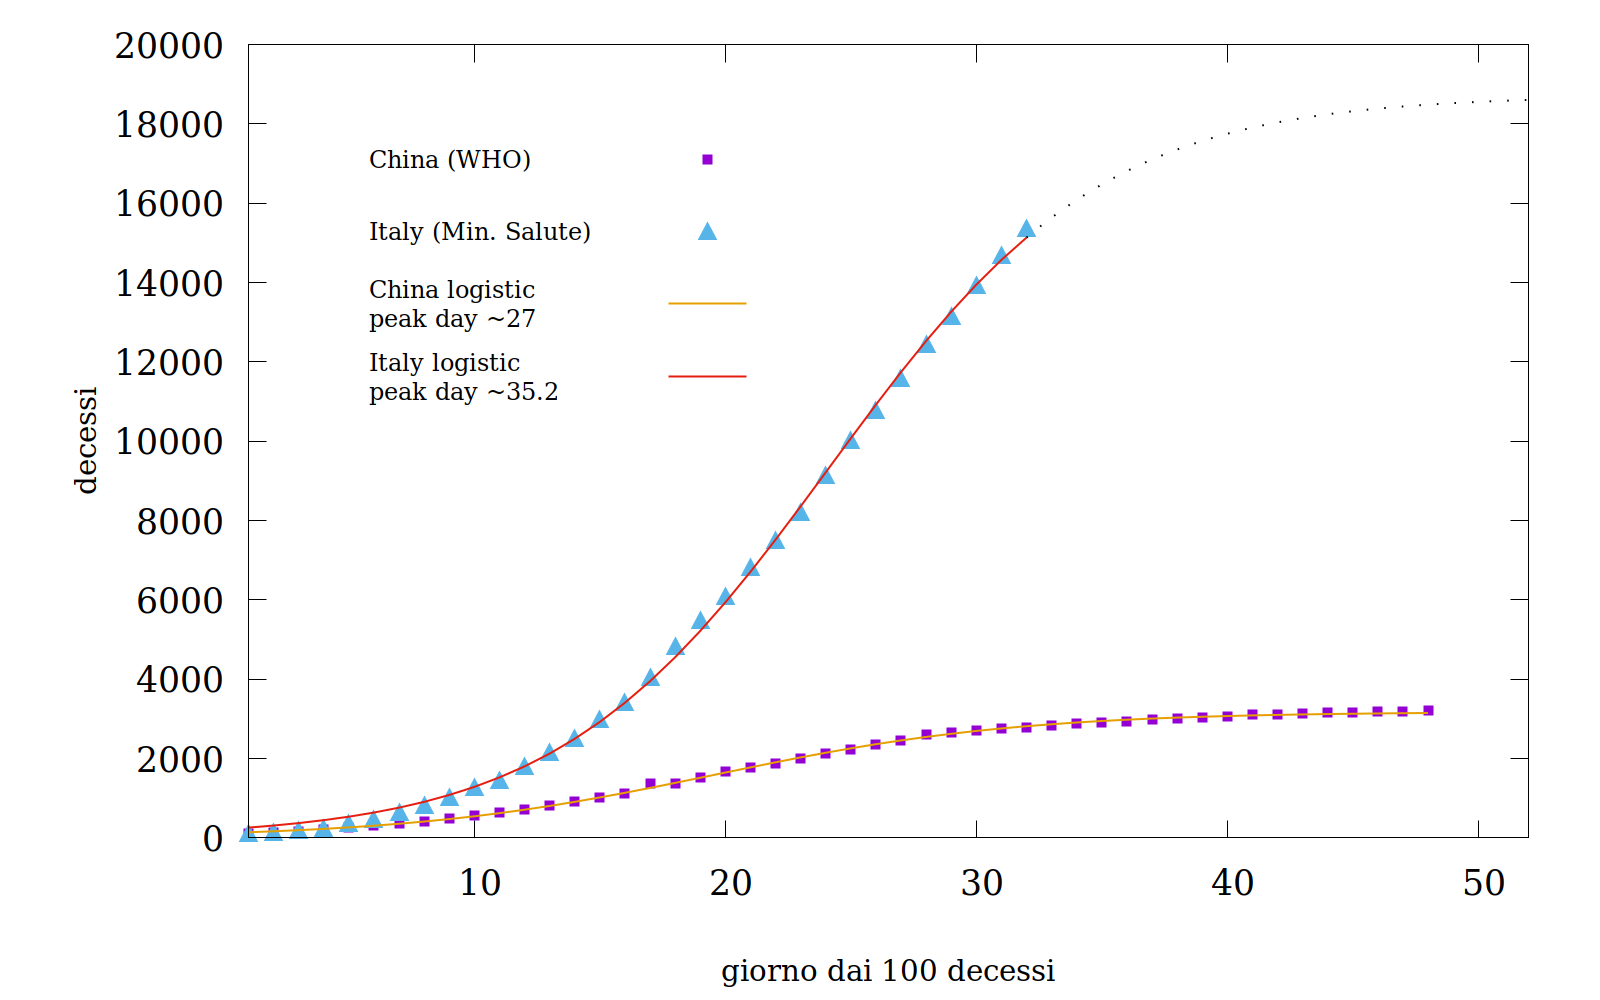 20000
18000
16000
14000
12000
10000
8000
6000
4000
2000
0
decessi
China (WHO)
Italy (Min. Salute)
China logistic
peak day ~27
Italy logistic
peak day ~35.2
10
20
30
40
50
giorno dai 100 decessi